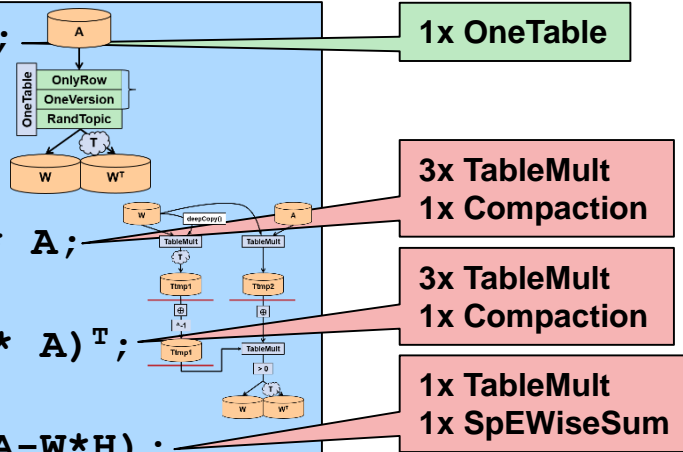 ;
A
1x OneTable
OneTable
OnlyRow
OneVersion
RandTopic
T
W
Wᵀ
W
deepCopy()
A
3x TableMult
1x Compaction
A;
TableMult
TableMult
T
Ttmp1
Ttmp2
⊕
⊕
^-1
3x TableMult
1x Compaction
* A)ᵀ;
Ttmp1
TableMult
> 0
T
W
Wᵀ
1x TableMult
1x SpEWiseSum
A-W*H);